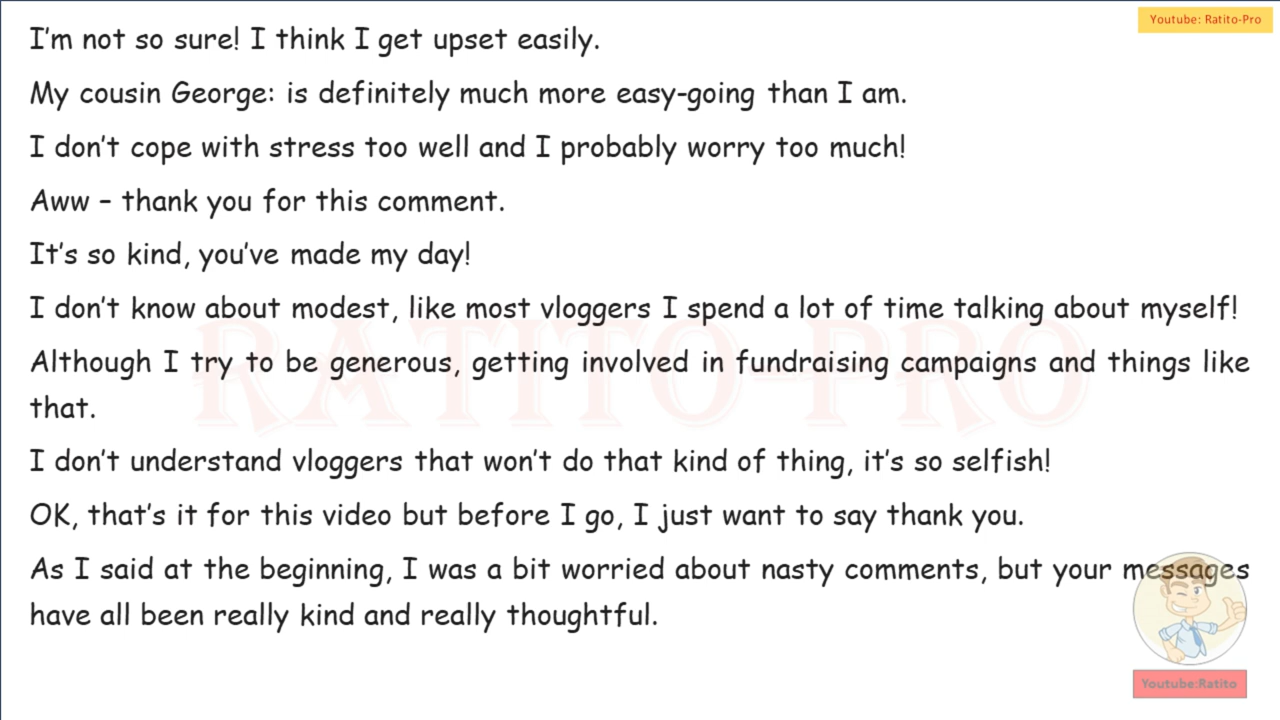 Youtube: Ratito-Pro
I'm not so sure! I think I get upset easily.
My cousin George: is definitely much more easy-going than I am.
I don't cope with stress too well and I probably worry too much!
Aww – thank you for this comment.
It's so kind, you've made my day!
I don't know about modest, like most vloggers I spend a lot of time talking about myself!
Although I try to be generous, getting involved in fundraising campaigns and things like
that.
RATITO-PRO
I don't understand vloggers that won't do that kind of thing, it's so selfish!
OK, that's it for this video but before I go, I just want to say thank you.
As I said at the beginning, I was a bit worried about nasty comments, but your messages
have all been really kind and really thoughtful.
Youtube:Ratito